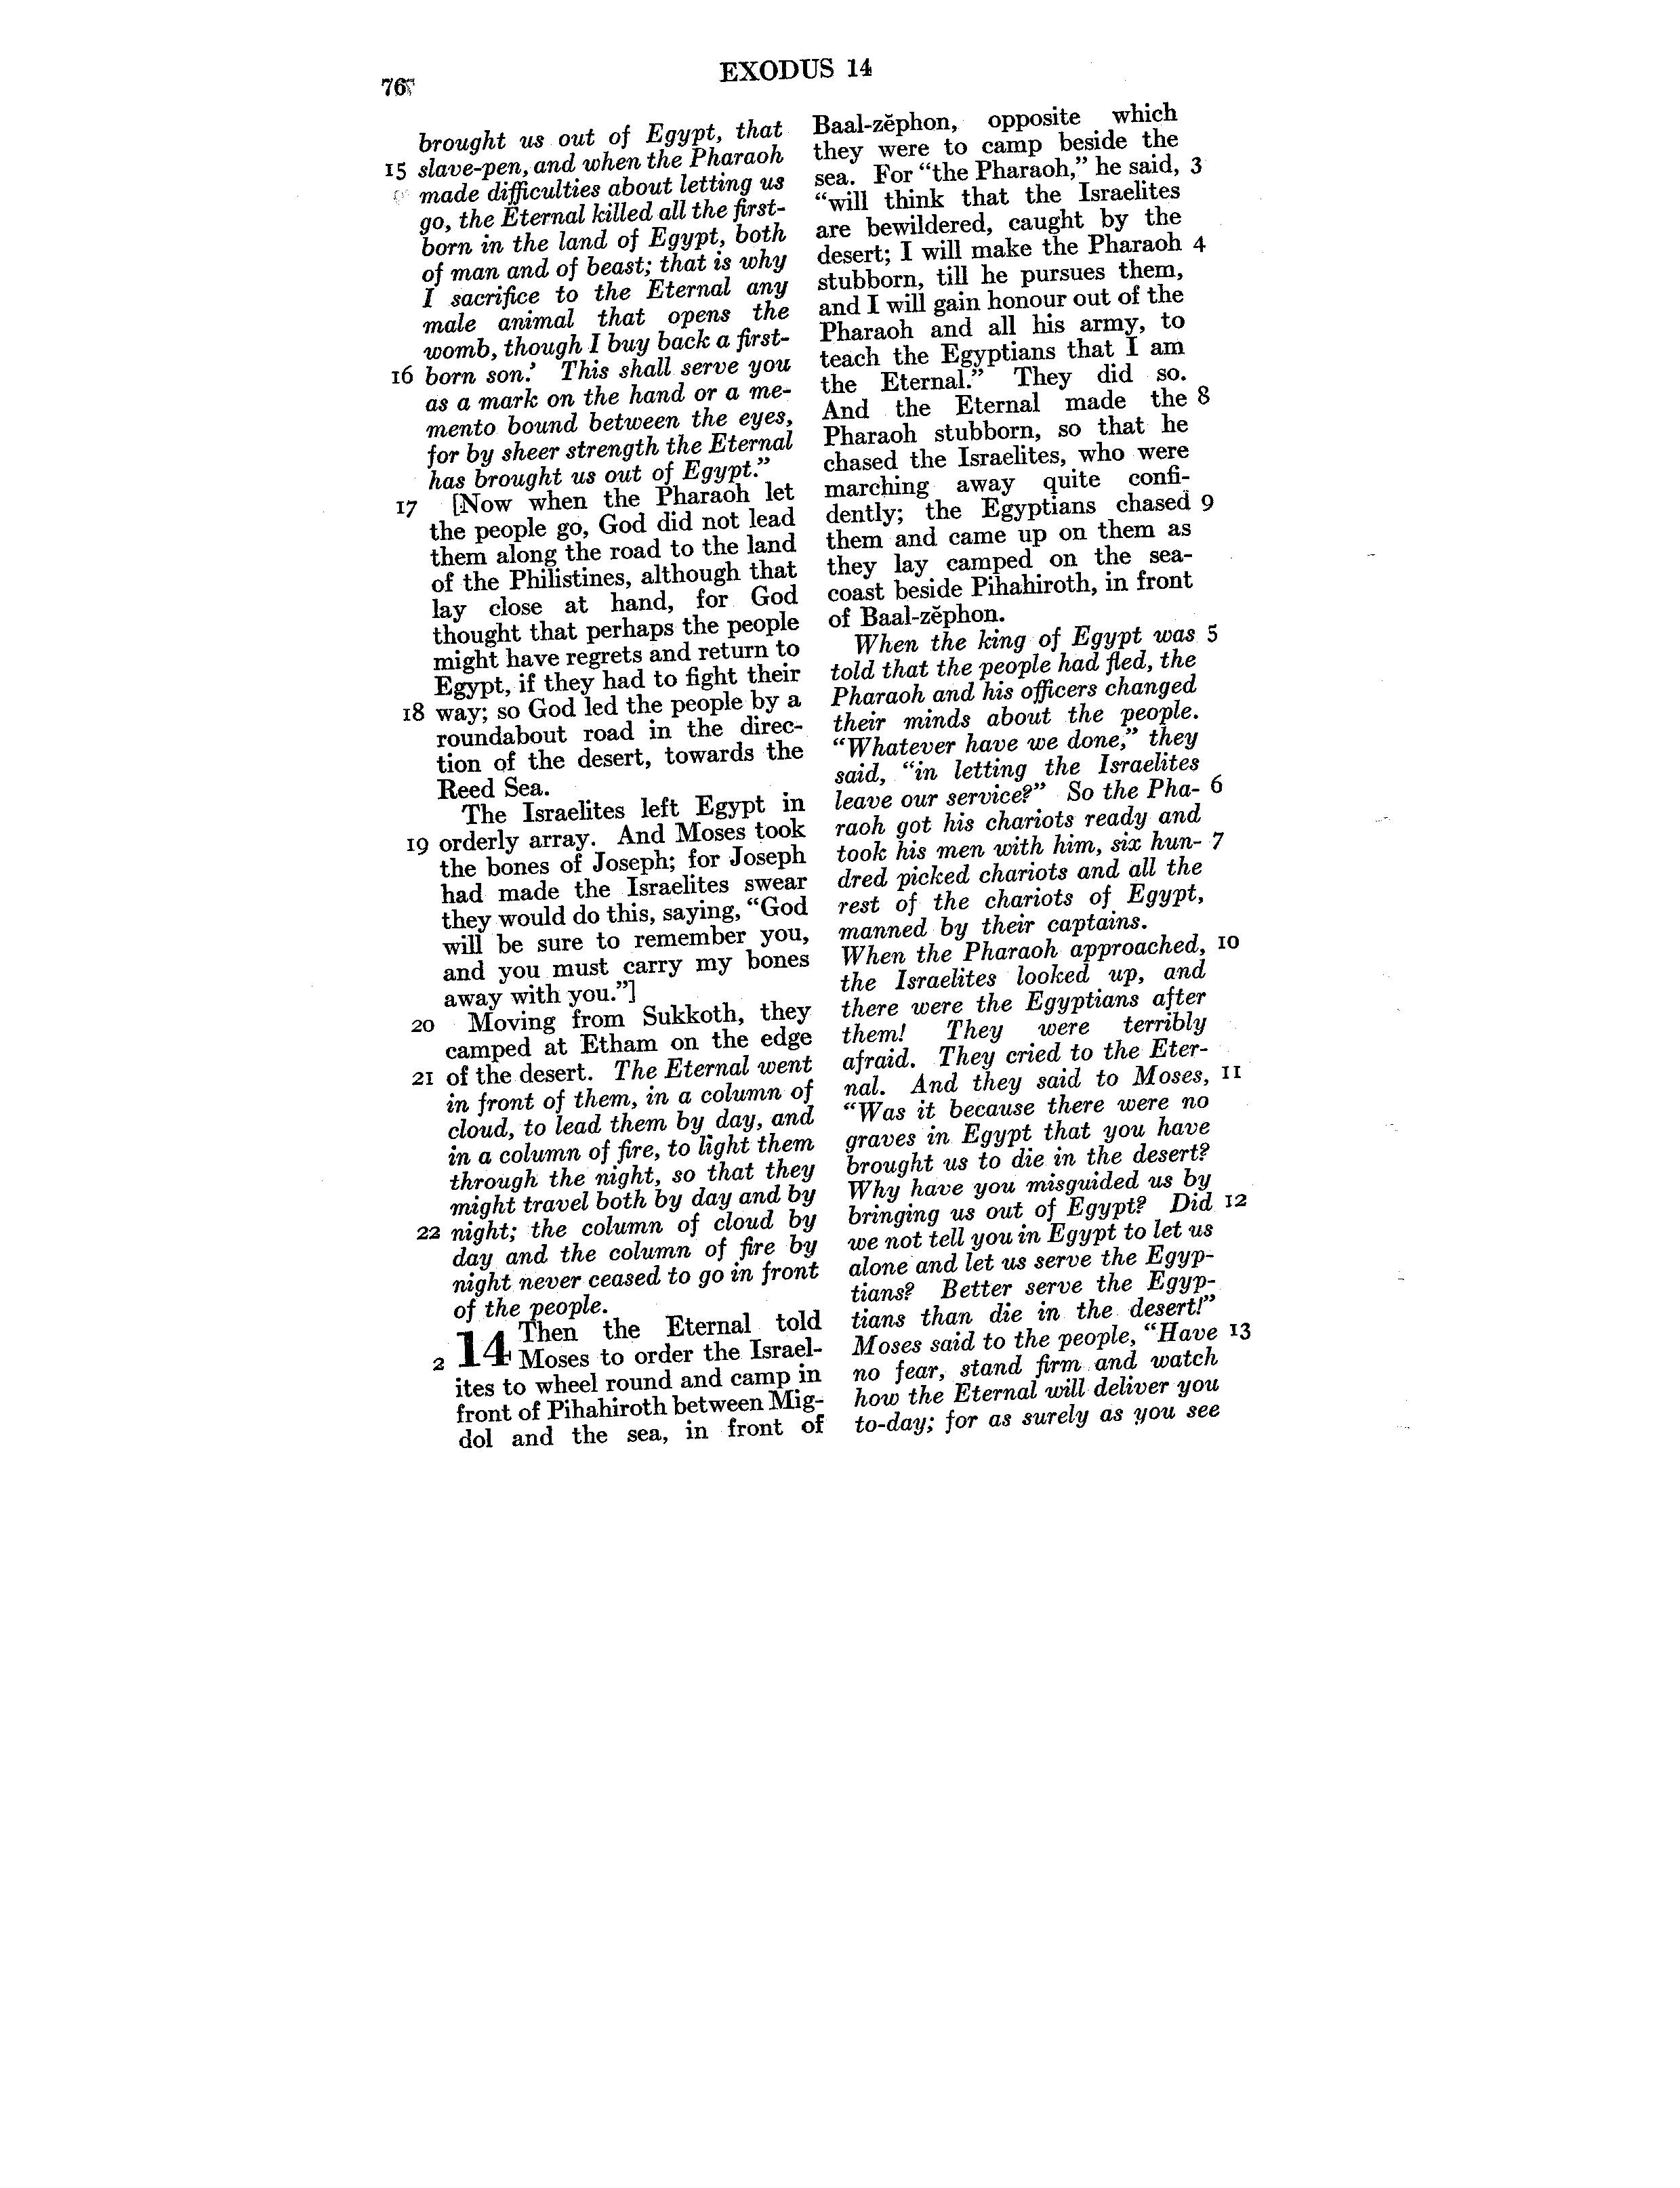 76
EXODUS 14
brought us out of Egypt, that
15 slave-pen, and when the Pharaoh
made difficulties about letting us
go, the Eternal killed all the first-
born in the land of Egypt, both
of man and of beast; that is why
I sacrifice to the Eternal any
male animal that opens the
womb, though I buy back a first-
16 born son.’ This shall serve you
as a mark on the hand or a me-
mento bound between the eyes,
for by sheer strength the Eternal
has brought us out of Egypt.”
17 [Now when the Pharaoh let
the people go, God did not lead
them along the road to the land
of the Philistines, although that
lay close at hand, for God
thought that perhaps the people
might have regrets and return to
Egypt, if they had to fight their
18 way; so God led the people by a
roundabout road in the direc-
tion of the desert, towards the
Reed Sea.
The Israelites left Egypt in
19 orderly array. And Moses took
the bones of Joseph; for Joseph
had made the Israelites swear
they would do this, saying, “God
will be sure to remember you,
and you must carry my bones
away with you.”]
20 Moving from Sukkoth, they
camped at Etham on the edge
21 of the desert. The Eternal went
in front of them, in a column of
cloud, to lead them by day, and
in a column of fire, to light them
through the night, so that they
might travel both by day and by
22 night; the column of cloud by
day and the column of fire by
night never ceased to go in front
of the people.
14 Then the Eternal told
2 Moses to order the Israel-
ites to wheel round and camp in
front of Pihahiroth between Mig-
dol and the sea, in front of
Baal-zĕphon, opposite which
they were to camp beside the
sea. For “the Pharaoh,” he said, 3
“will think that the Israelites
are bewildered, caught by the
desert; I will make the Pharaoh 4
stubborn, till he pursues them,
and I will gain honour out of the
Pharaoh and all his army, to
teach the Egyptians that I am
the Eternal.” They did so.
And the Eternal made the 8
Pharaoh stubborn, so that he
chased the Israelites, who were
marching away quite confi-
dently; the Egyptians chased 9
them and came up on them as
they lay camped on the sea-
coast beside Pihahiroth, in front
of Baal-zĕphon.
When the king of Egypt was 5
told that the people had fled, the
Pharaoh and his officers changed
their minds about the people.
“Whatever have we done,” they
said, “in letting the Israelites
leave our service?” So the Pha- 6
raoh got his chariots ready and
took his men with him, six hun- 7
dred picked chariots and all the
rest of the chariots of Egypt,
manned by their captains.
When the Pharaoh approached, 10
the Israelites looked up, and
there were the Egyptians after
them! They were terribly
afraid. They cried to the Eter-
nal. And they said to Moses, 11
“Was it because there were no
graves in Egypt that you have
brought us to die in the desert?
Why have you misguided us by
bringing us out of Egypt? Did 12
we not tell you in Egypt to let us
alone and let us serve the Egyp-
tians? Better serve the Egyp-
tians than die in the desert!”
Moses said to the people, “Have 13
no fear, stand firm and watch
how the Eternal will deliver you
to-day; for as surely as you see